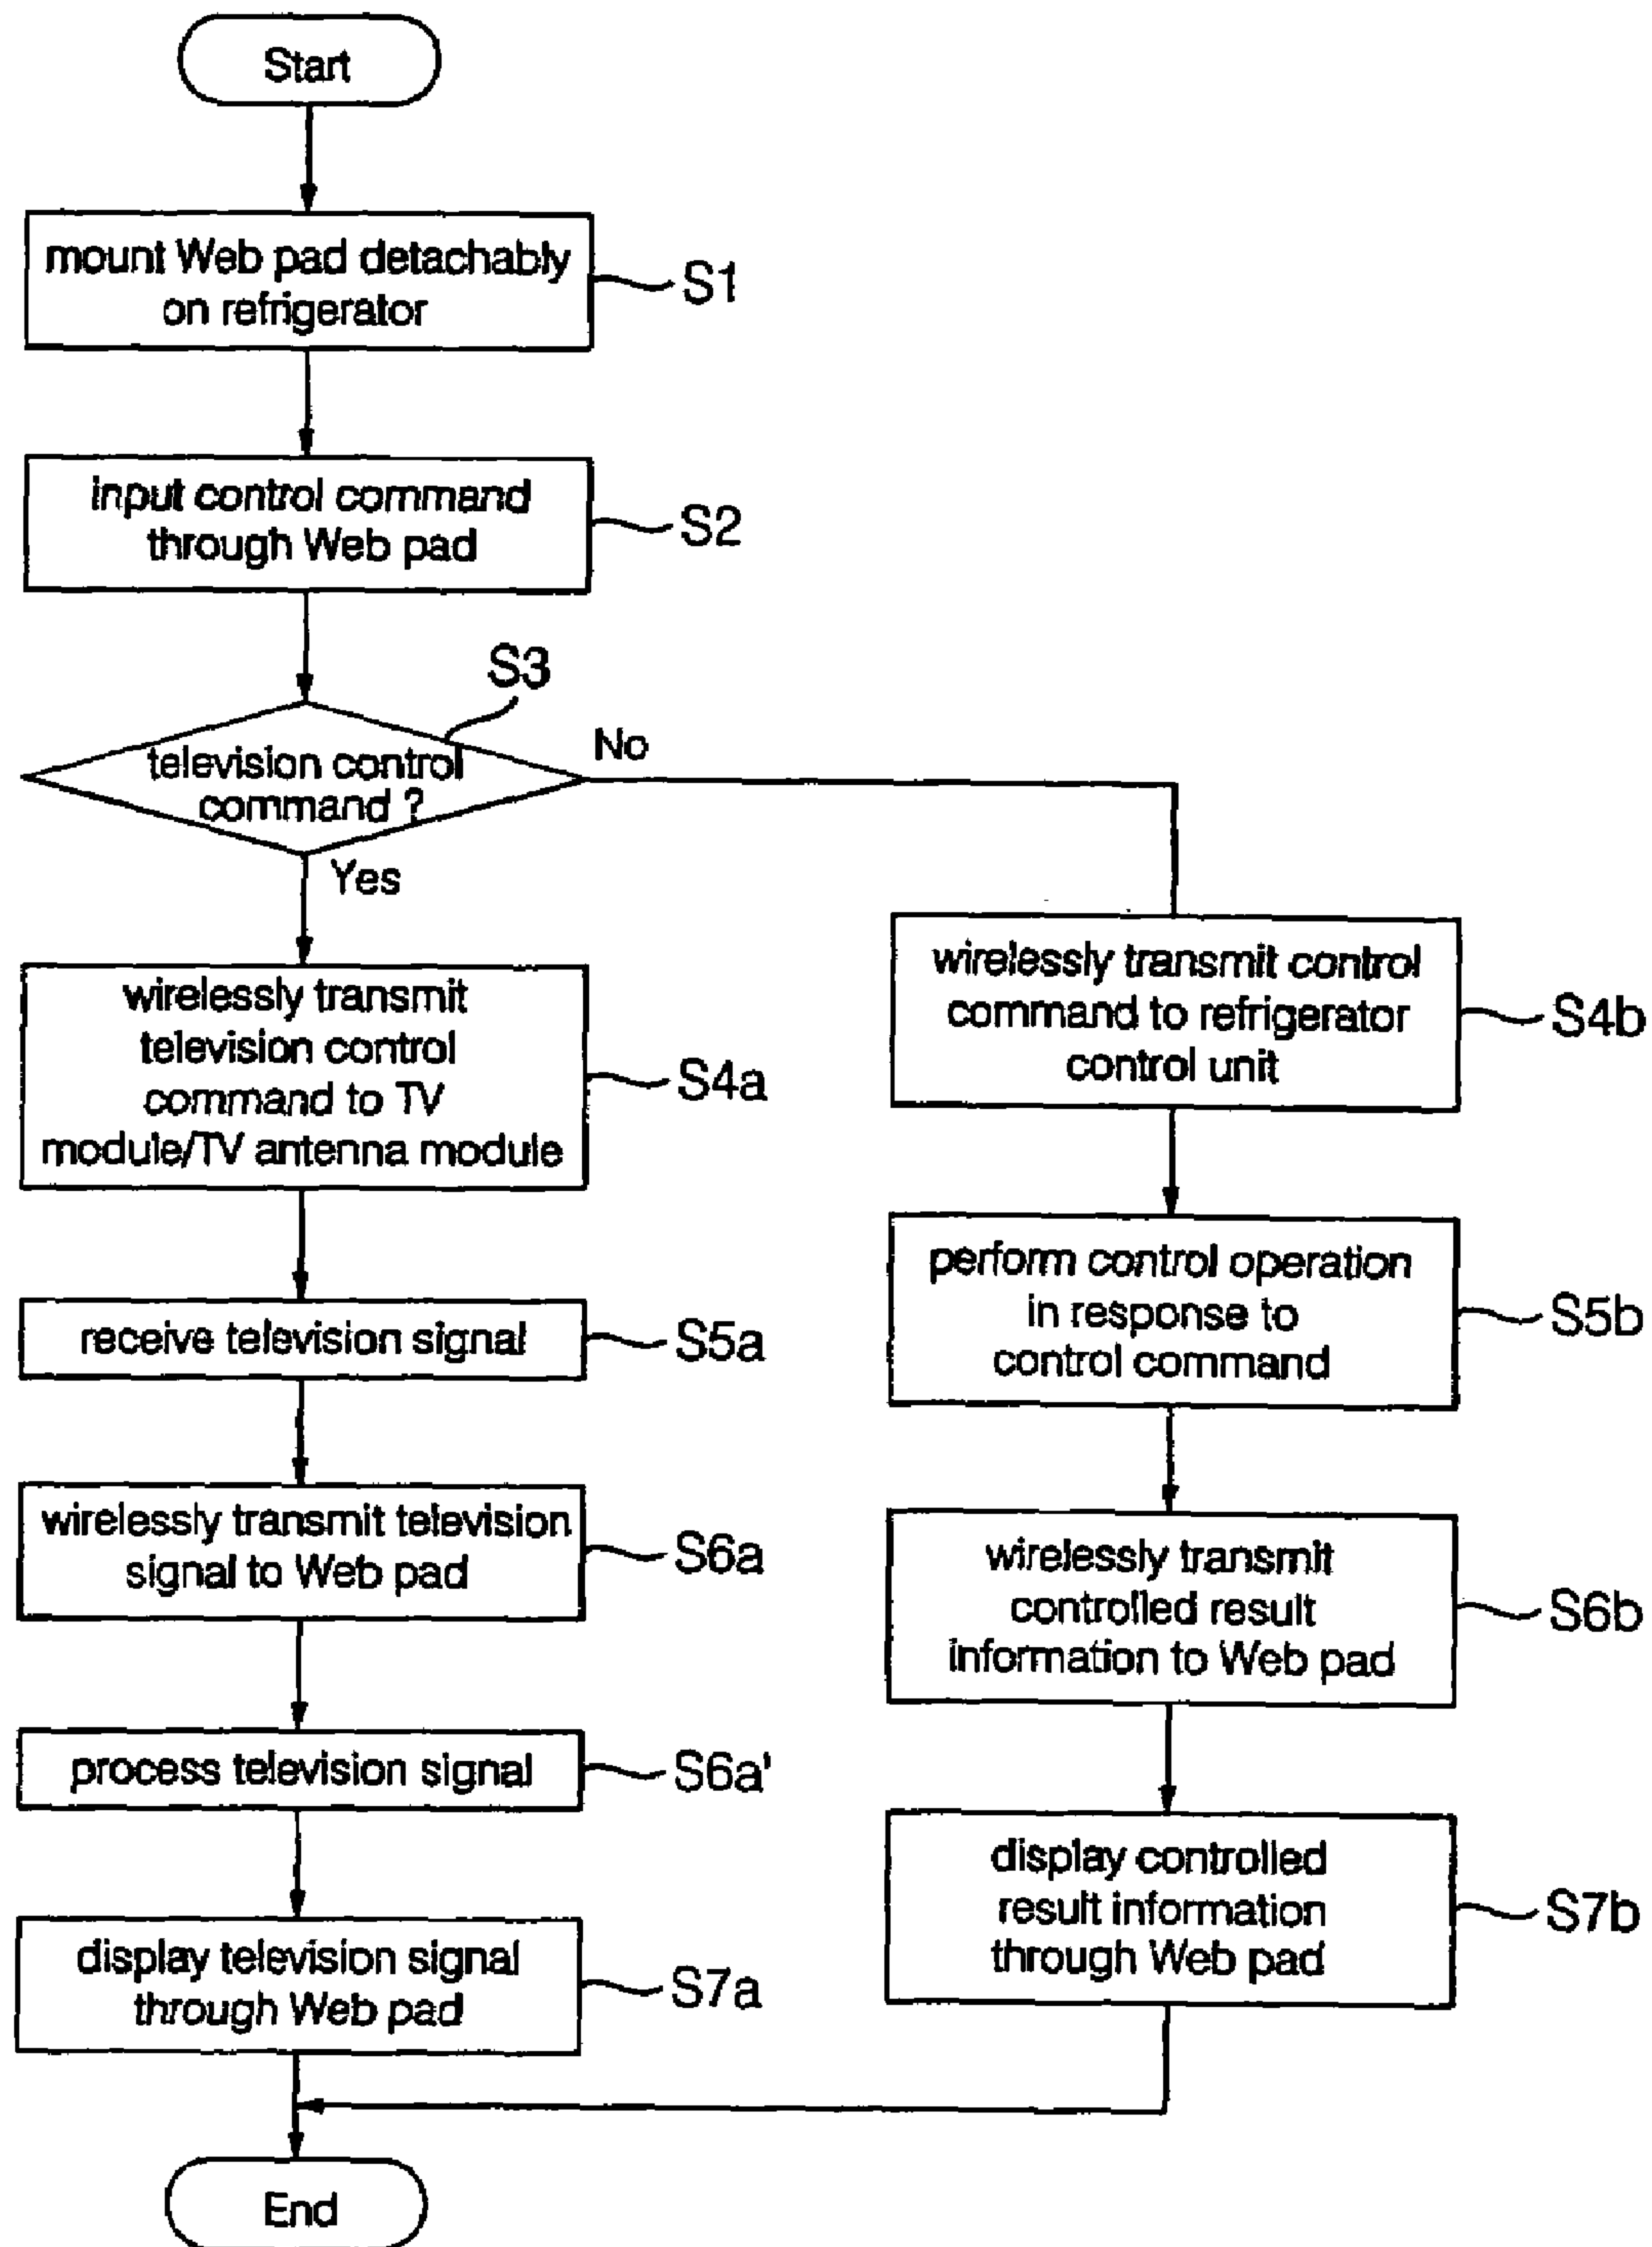 Start
mount Web pad detachably
on refrigerator
S1
input control command
through Web pad
S2
S3
television control
command ?
No
Yes
wirelessly transmit
television control
command to TV
module/TV antenna module
S4a
receive television signal
S5a
wirelessly transmit television
signal to Web pad
S6a
process television signal
S6a'
display television signal
through Web pad
S7a
wirelessly transmit control
command to refrigerator
control unit
S4b
perform control operation
in response to
control command
S5b
wirelessly transmit
controlled result
information to Web pad
S6b
display controlled
result information
through Web pad
S7b
End